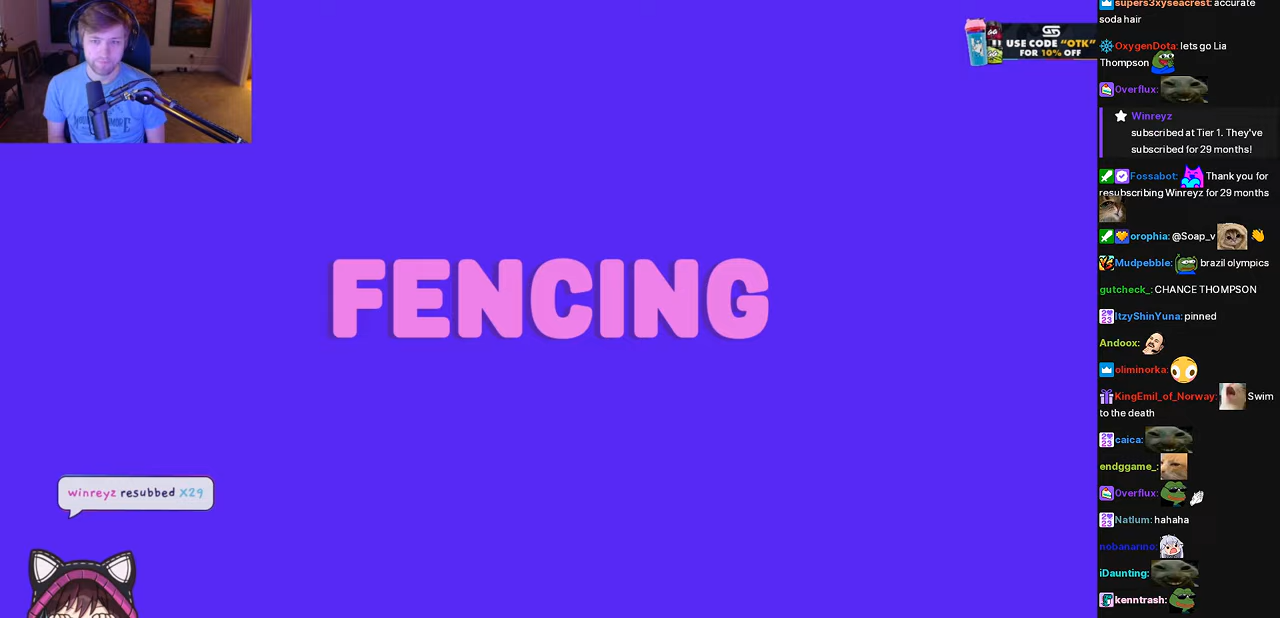 USE CODE "OTK"
FOR 10% OFF
FENCING
winreyz resubbed X29
supers3xyseacrest: accurate
soda hair
OxygenDota: lets go Lia
Thompson
0verflux:
Winreyz
subscribed at Tier 1. They've
subscribed for 29 months!
Fossabot: Thank you for
resubscribing Winreyz for 29 months
orophia: @Soap_v
Mudpebble: brazil olympics
gutcheck_: CHANCE THOMPSON
ItzyShinYuna: pinned
Andoox:
oliminorka:
KingEmil_of_Norway: Swim
to the death
caica:
endggame_:
0verflux:
Natlum: hahaha
nobanarino:
iDaunting:
kenntrash: